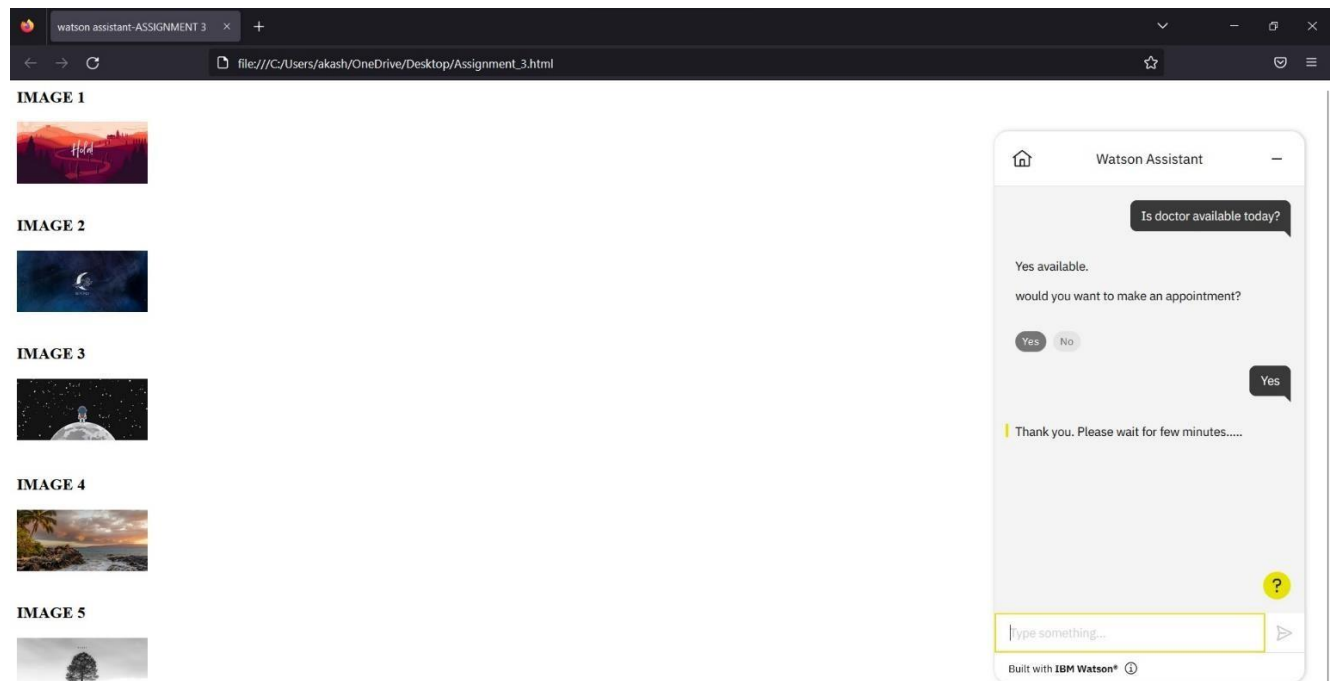 watson assistant-ASSIGNMENT 3
file:///C:/Users/akash/OneDrive/Desktop/Assignment_3.html
IMAGE 1
Hola!
IMAGE 2
IMAGE 3
IMAGE 4
IMAGE 5
Watson Assistant
Is doctor available today?
Yes available.
would you want to make an appointment?
Yes No
Yes
Thank you. Please wait for few minutes.....
?
Type something...
Built with IBM Watson®